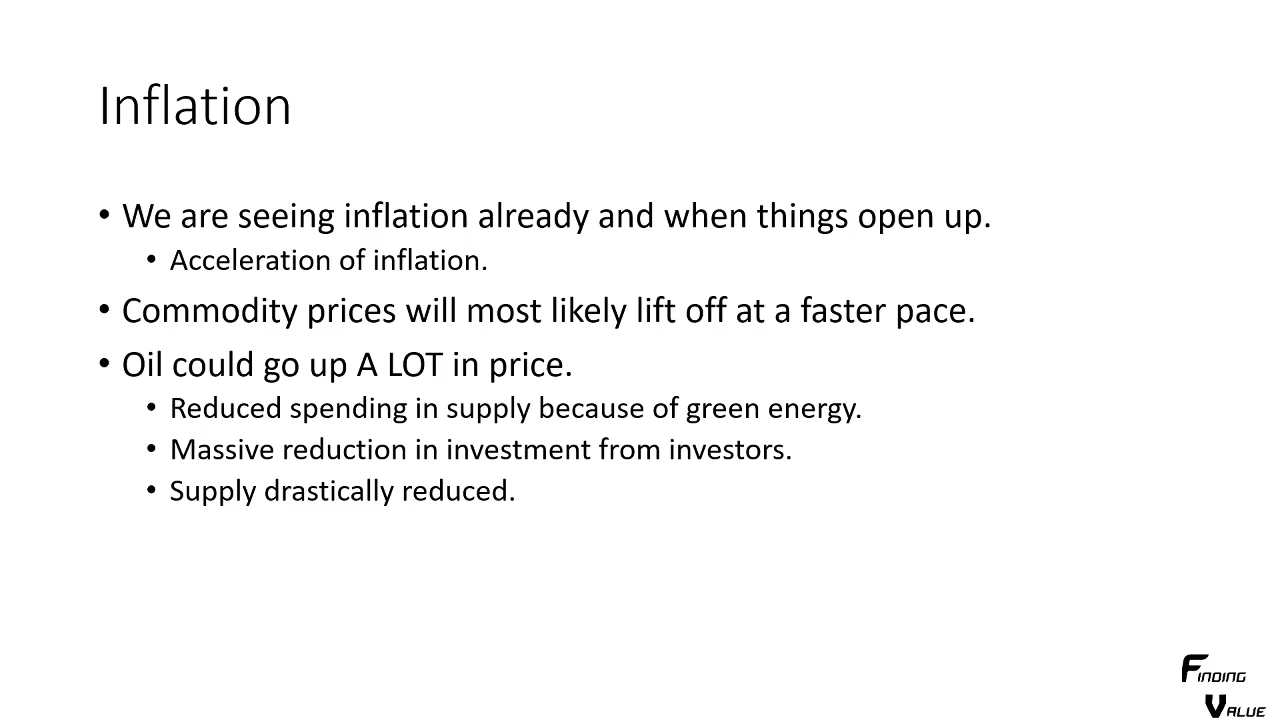 Inflation
• We are seeing inflation already and when things open up.
• Acceleration of inflation.
• Commodity prices will most likely lift off at a faster pace.
• Oil could go up A LOT in price.
• Reduced spending in supply because of green energy.
• Massive reduction in investment from investors.
• Supply drastically reduced.
Finding
Value